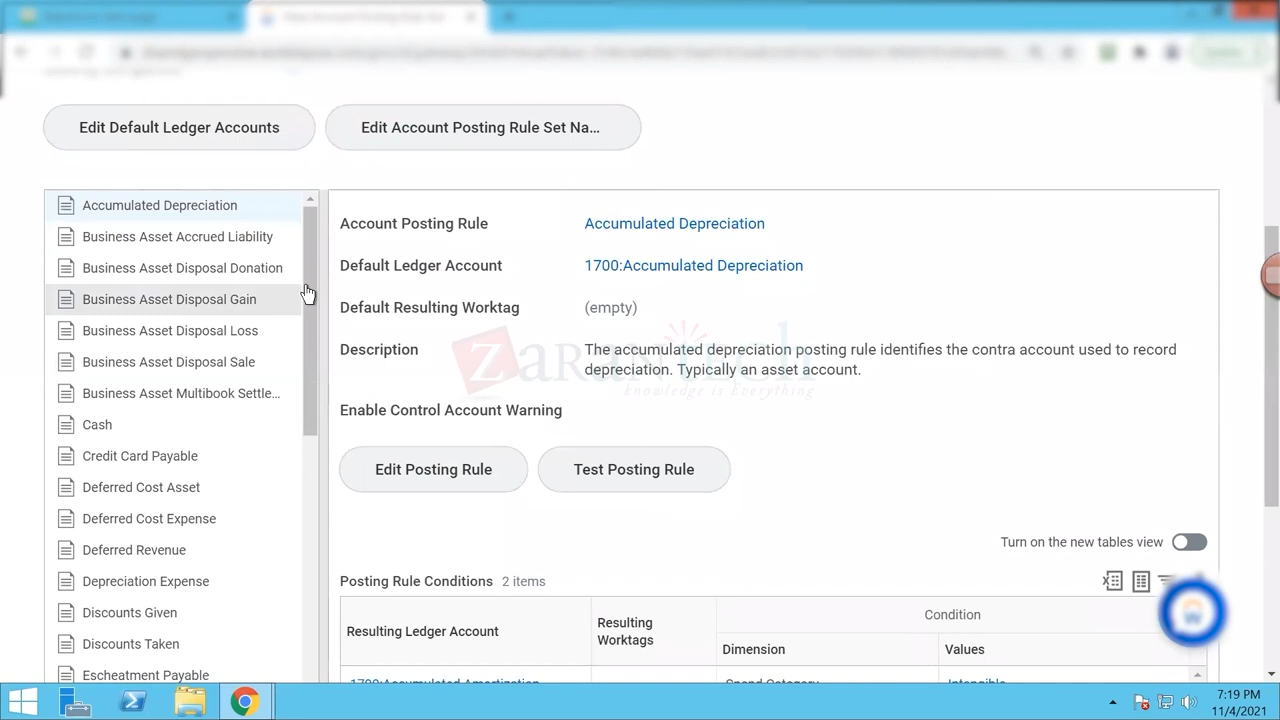 Edit Default Ledger Accounts
Edit Account Posting Rule Set Na...
Accumulated Depreciation
Business Asset Accrued Liability
Business Asset Disposal Donation
Business Asset Disposal Gain
Business Asset Disposal Loss
Business Asset Disposal Sale
Business Asset Multibook Settle...
Cash
Credit Card Payable
Deferred Cost Asset
Deferred Cost Expense
Deferred Revenue
Depreciation Expense
Discounts Given
Discounts Taken
Escheatment Payable
Account Posting Rule
Accumulated Depreciation
Default Ledger Account
1700:Accumulated Depreciation
Default Resulting Worktag
(empty)
Description
The accumulated depreciation posting rule identifies the contra account used to record
depreciation. Typically an asset account.
ZaranTech
Knowledge is Everything
Enable Control Account Warning
Edit Posting Rule
Test Posting Rule
Turn on the new tables view
Posting Rule Conditions 2 items
Resulting Ledger Account
Resulting
Worktags
Condition
Dimension
Values
Spend Category
Intangible
7:19 PM
11/4/2021